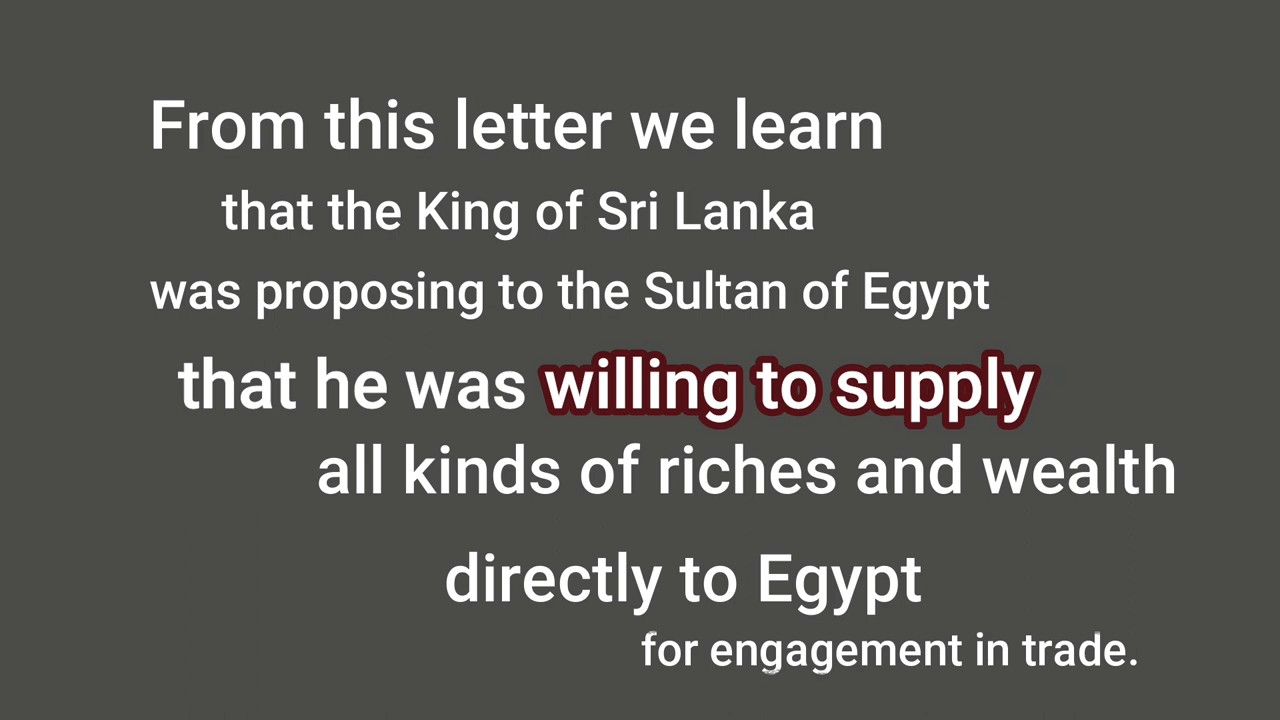 From this letter we learn
that the King of Sri Lanka
was proposing to the Sultan of Egypt
that he was willing to supply
all kinds of riches and wealth
directly to Egypt
for engagement in trade.